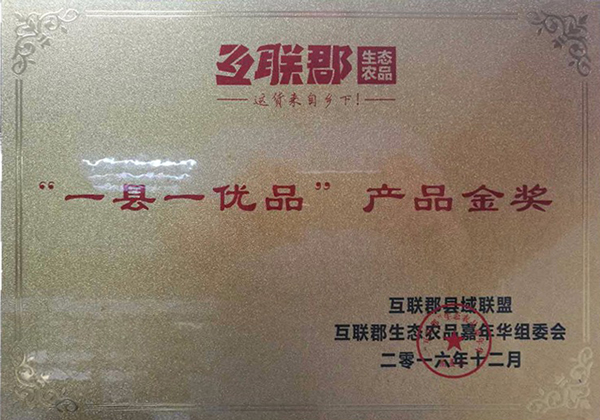 互联郡 生态农品
这货来自乡下!
“一县一优品”产品金奖
互联郡县域联盟
互联郡生态农品嘉年华组委会
二零一六年十二月